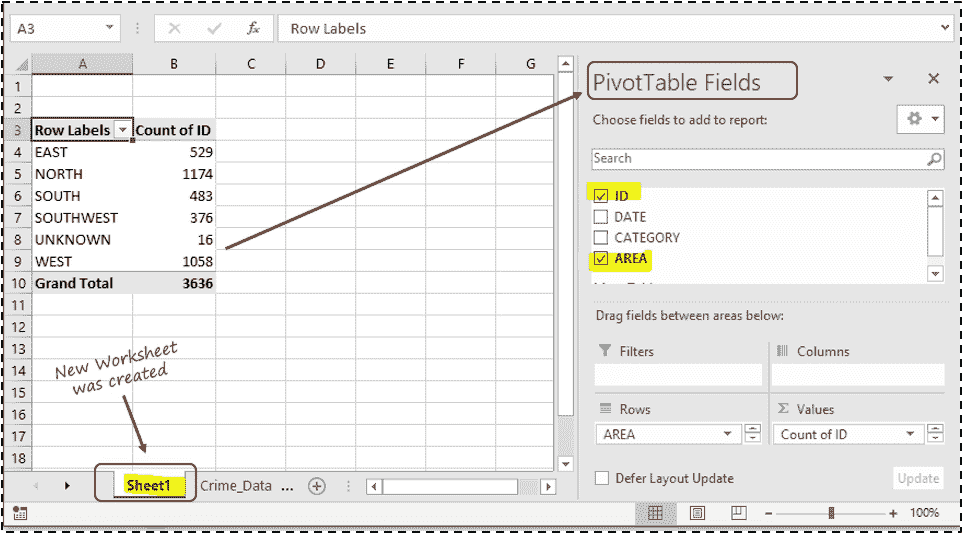 A3
fx
Row Labels
A B C D E F G
1
2
3 Row Labels Count of ID
4 EAST 529
5 NORTH 1174
6 SOUTH 483
7 SOUTHWEST 376
8 UNKNOWN 16
9 WEST 1058
10 Grand Total 3636
11
12
13
14
15
16
17
18
New Worksheet
was created
Sheet1 Crime_Data ...
PivotTable Fields
Choose fields to add to report:
Search
ID
DATE
CATEGORY
AREA
Drag fields between areas below:
Filters
Columns
Rows
Σ Values
AREA
Count of ID
Defer Layout Update
Update
100%